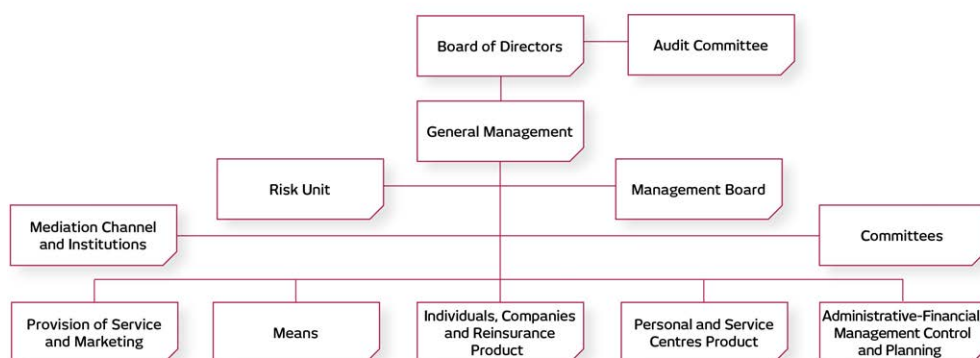 Board of Directors
Audit Committee
General Management
Risk Unit
Management Board
Mediation Channel
and Institutions
Committees
Provision of Service
and Marketing
Means
Individuals, Companies
and Reinsurance
Product
Personal and Service
Centres Product
Administrative-Financial
Management Control
and Planning